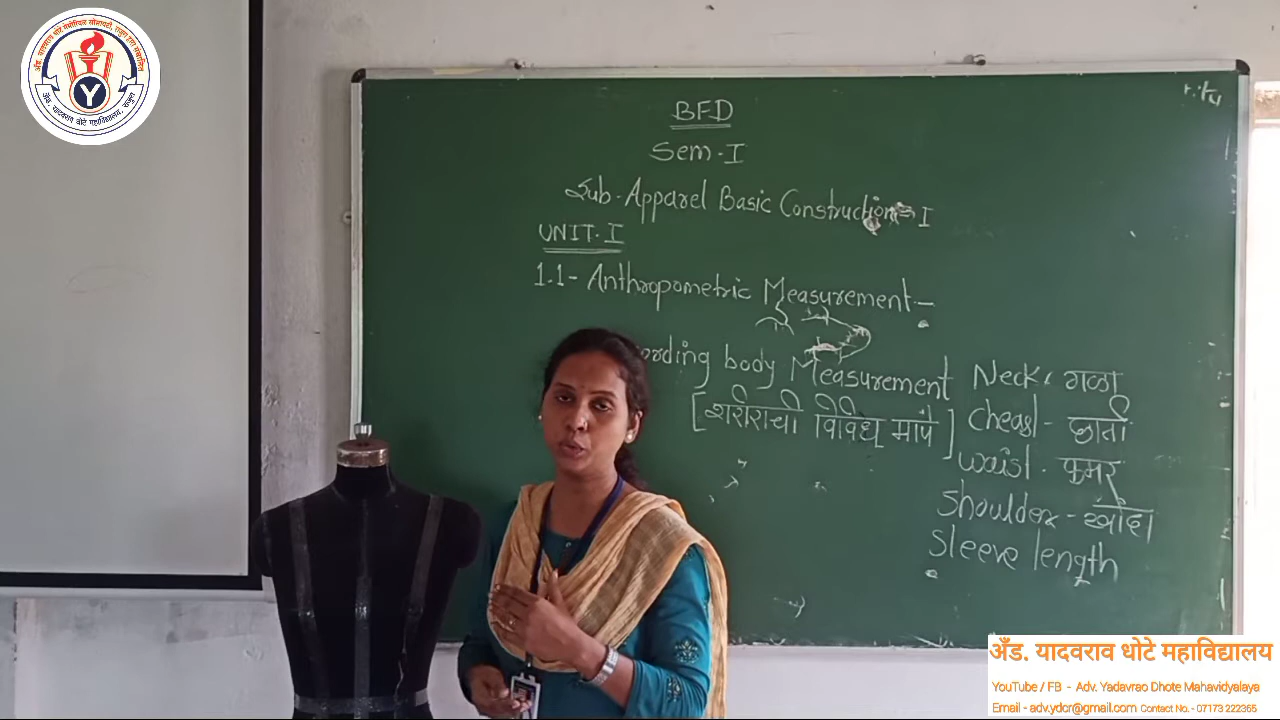 BFD
Sem-I
Sub-Apparel Basic Construction-I
UNIT-I
1.1- Anthropometric Measurement-
ording body Measurement
[शरीराची विविध मापे]
Neck- गळा
cheast- छाती
waist- कमर
Shoulder- खांदा
Sleeve length
Y
अँड. यादवराव धोटे महाविद्यालय
YouTube / FB - Adv. Yadavrao Dhote Mahavidyalaya
Email - adv.ydcr@gmail.com Contact No. - 07173 222365